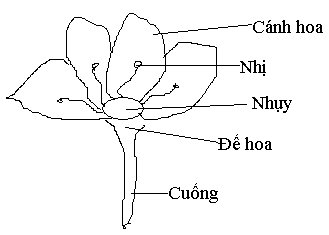 Cánh hoa
Nhị
Nhụy
Đế hoa
Cuống